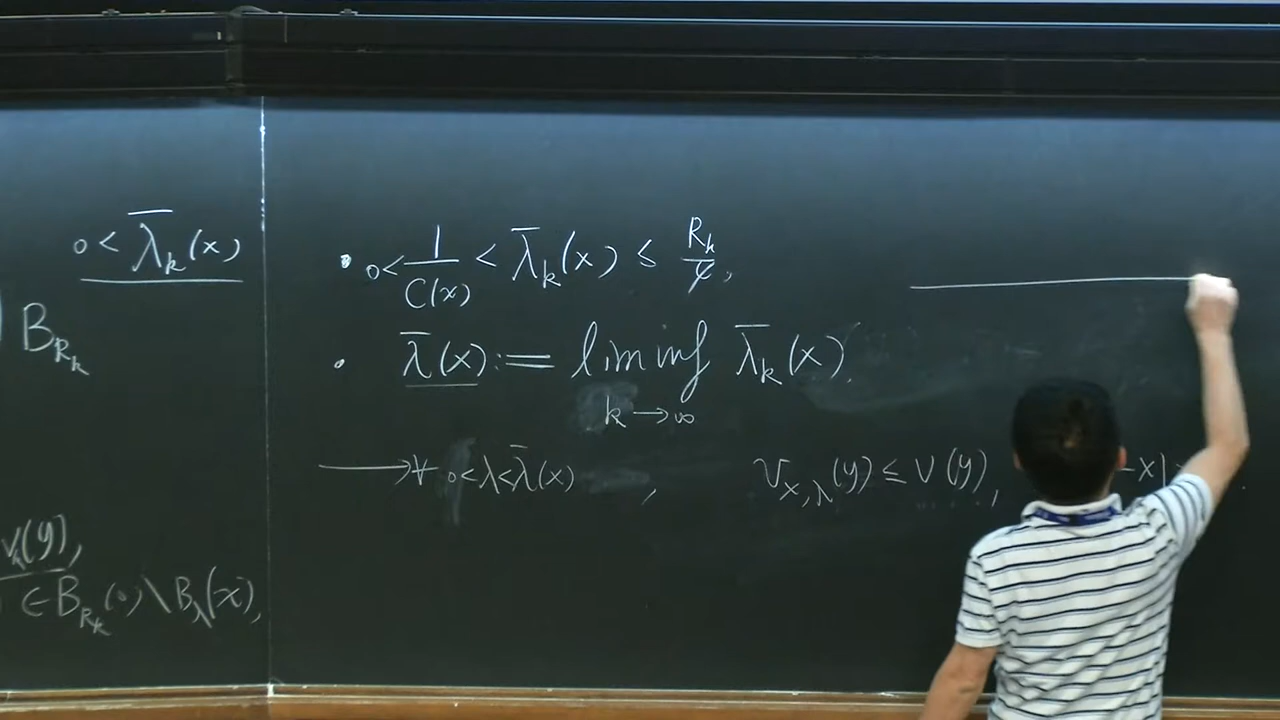 0 < λ̄_k(x)
B_{R_k}
v_k(y),
∈ B_{R_k}(0) \ B_λ(x),
• 0 < 1/C(x) < λ̄_k(x) ≤ R_k/4,
• λ̄(x) := lim inf_{k→∞} λ̄_k(x).
⟶ ∀ 0<λ<λ̄(x), v_{x,λ}(y) ≤ v(y), -x|